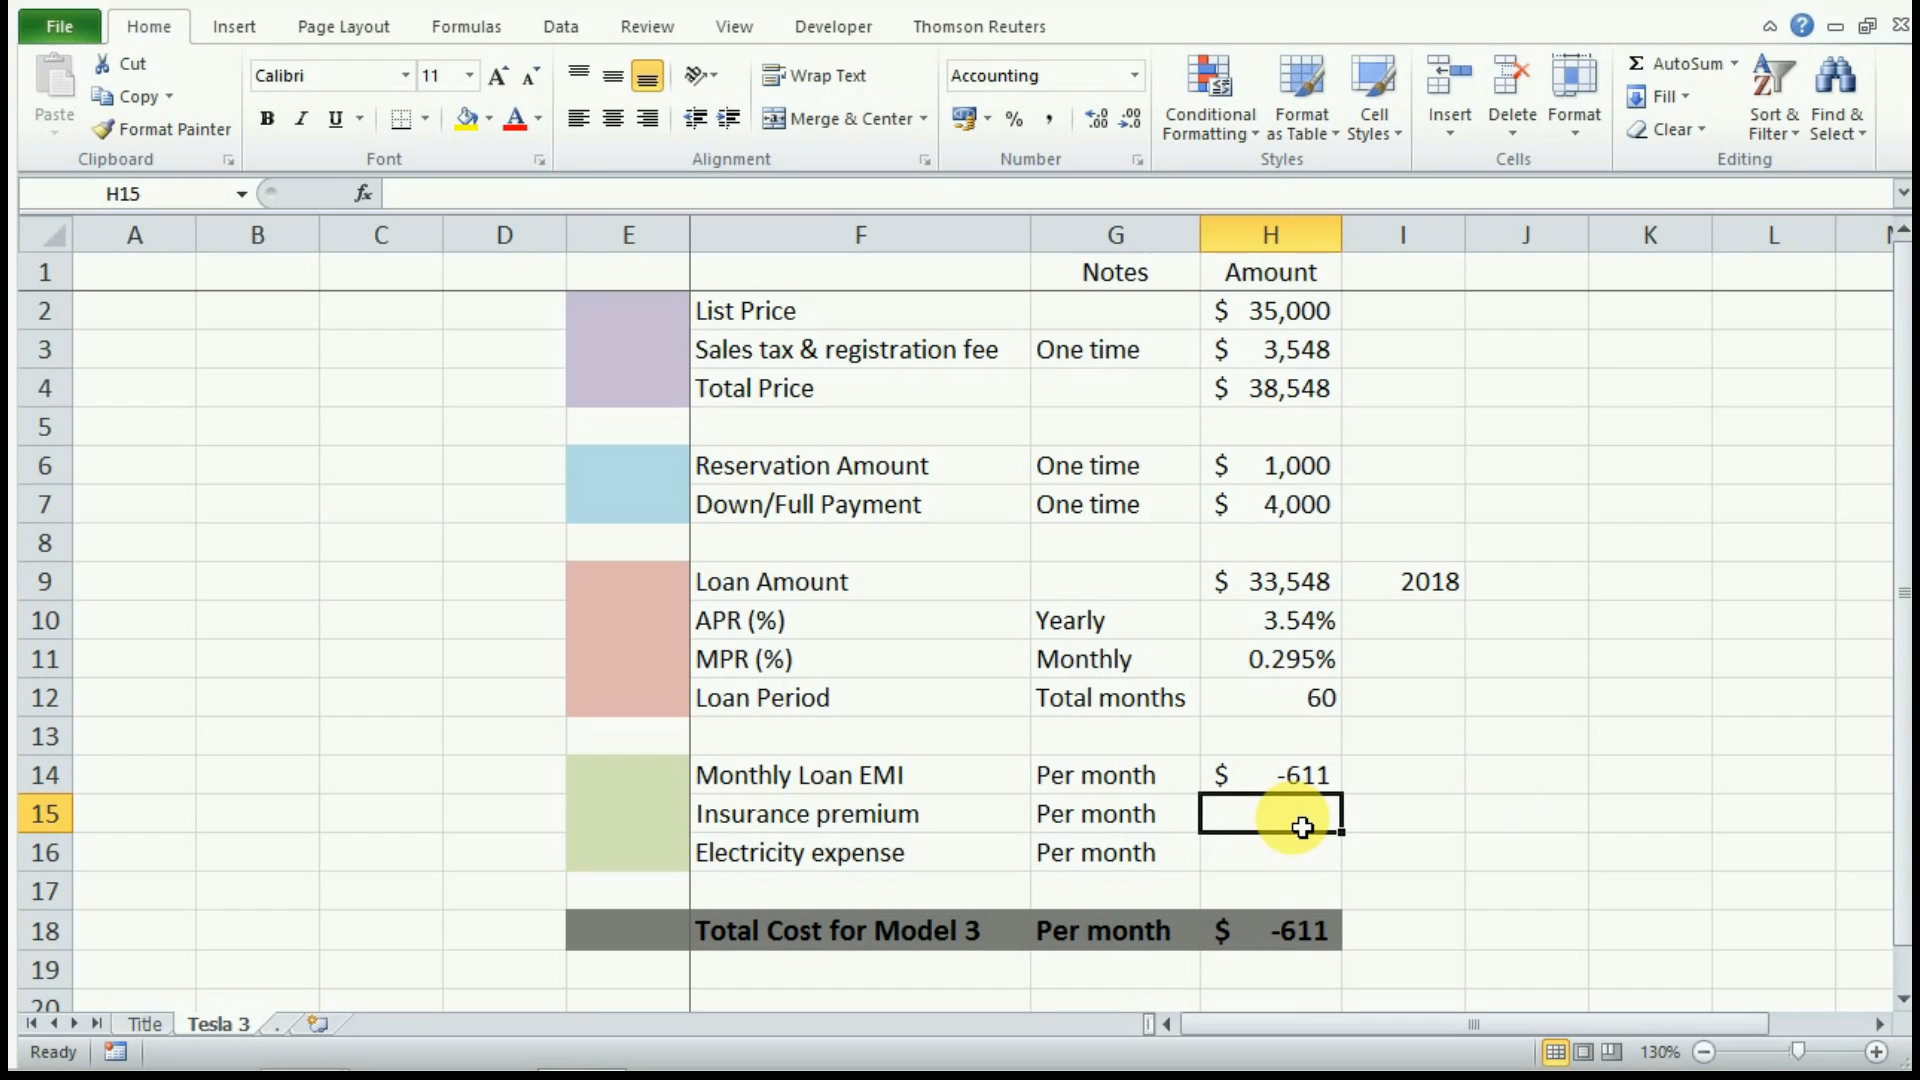 File Home Insert Page Layout Formulas Data Review View Developer Thomson Reuters
Cut
Copy
Format Painter
Paste
Clipboard
Calibri 11
B I U
Font
Wrap Text
Merge & Center
Alignment
Accounting
$ % ,
Number
Conditional Formatting
Format as Table
Cell Styles
Styles
Insert Delete Format
Cells
Σ AutoSum
Fill
Clear
Sort & Filter
Find & Select
Editing
H15 fx
A B C D E F G H I J K L
1 Notes Amount
2 List Price $ 35,000
3 Sales tax & registration fee One time $ 3,548
4 Total Price $ 38,548
5
6 Reservation Amount One time $ 1,000
7 Down/Full Payment One time $ 4,000
8
9 Loan Amount $ 33,548 2018
10 APR (%) Yearly 3.54%
11 MPR (%) Monthly 0.295%
12 Loan Period Total months 60
13
14 Monthly Loan EMI Per month $ -611
15 Insurance premium Per month
16 Electricity expense Per month
17
18 Total Cost for Model 3 Per month $ -611
19
20
Title Tesla 3 .
Ready 130%